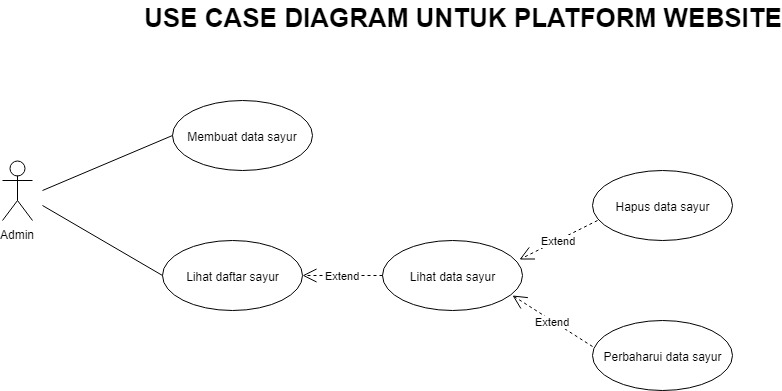 USE CASE DIAGRAM UNTUK PLATFORM WEBSITE
Membuat data sayur
Admin
Hapus data sayur
Extend
Lihat daftar sayur
Extend
Lihat data sayur
Extend
Perbaharui data sayur